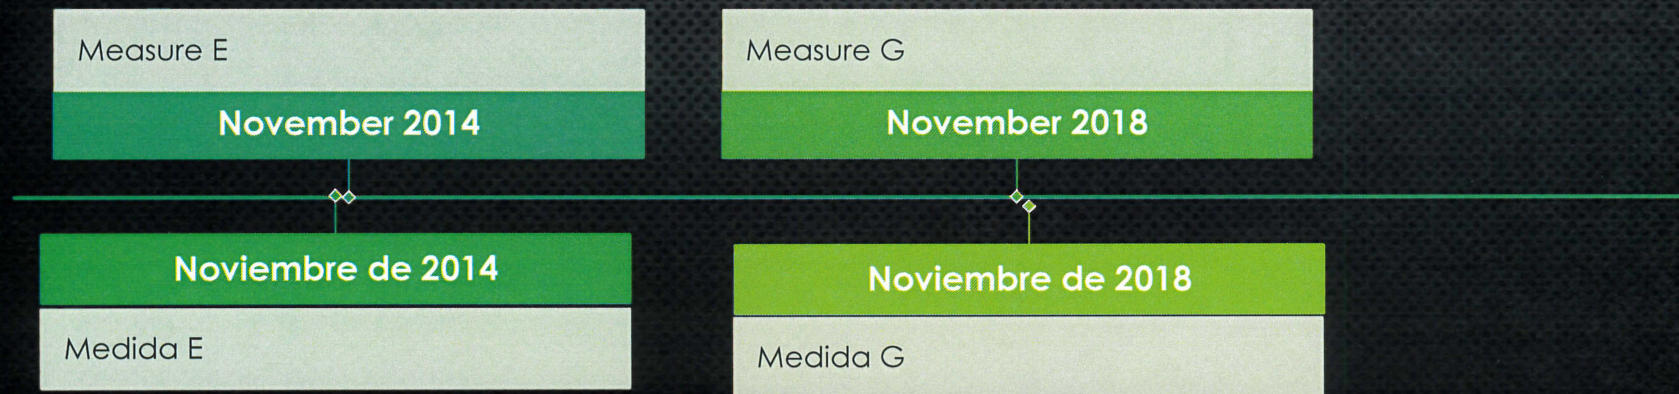 Measure E
November 2014
Measure G
November 2018
Noviembre de 2014
Medida E
Noviembre de 2018
Medida G